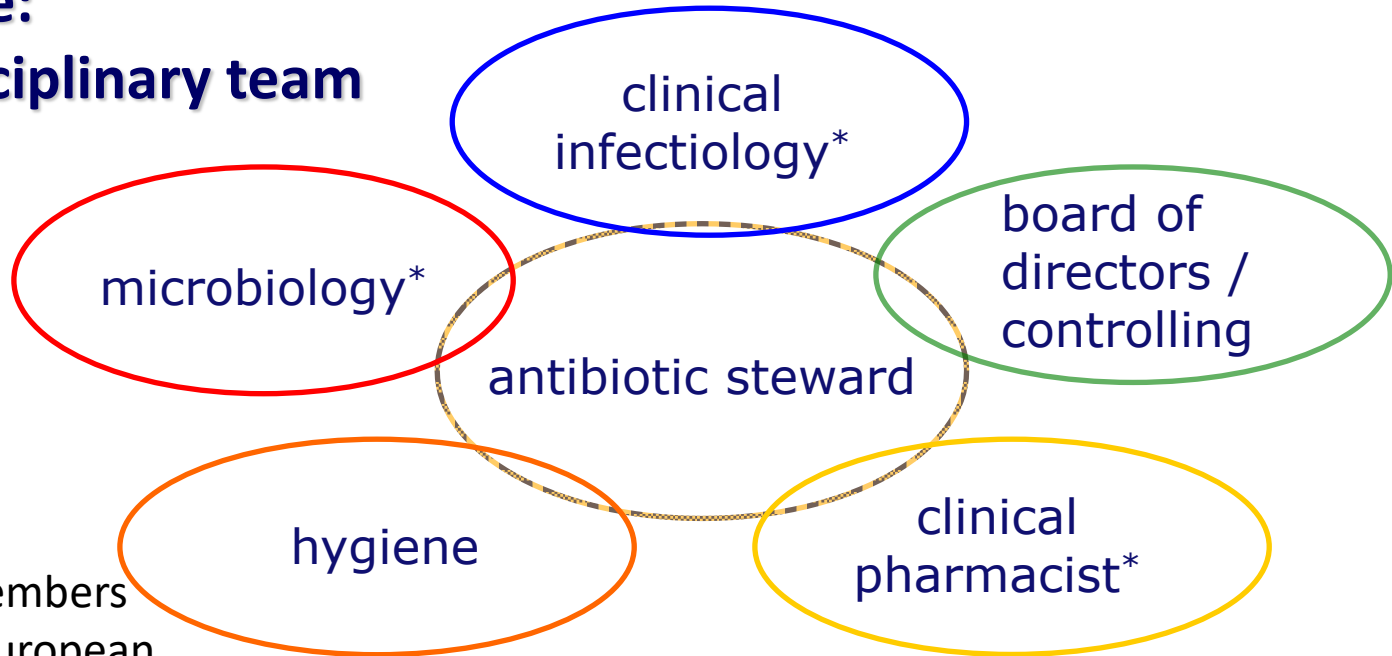 e:
ciplinary team
clinical
infectiology*
microbiology*
board of
directors /
controlling
antibiotic steward
hygiene
clinical
pharmacist*
embers
uropean